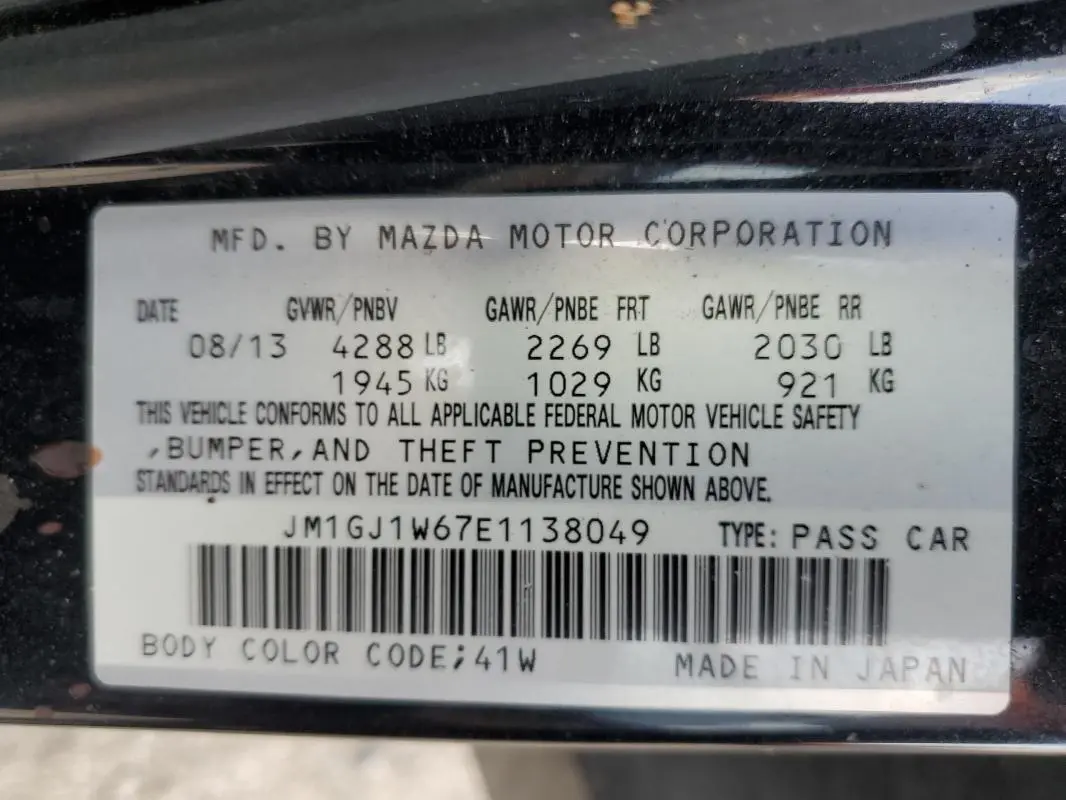 MFD. BY MAZDA MOTOR CORPORATION
DATE GVWR/PNBV GAWR/PNBE FRT GAWR/PNBE RR
08/13 4288 LB 2269 LB 2030 LB
1945 KG 1029 KG 921 KG
THIS VEHICLE CONFORMS TO ALL APPLICABLE FEDERAL MOTOR VEHICLE SAFETY
,BUMPER,AND THEFT PREVENTION
STANDARDS IN EFFECT ON THE DATE OF MANUFACTURE SHOWN ABOVE.
JM1GJ1W67E1138049 TYPE: PASS CAR
BODY COLOR CODE;41W MADE IN JAPAN